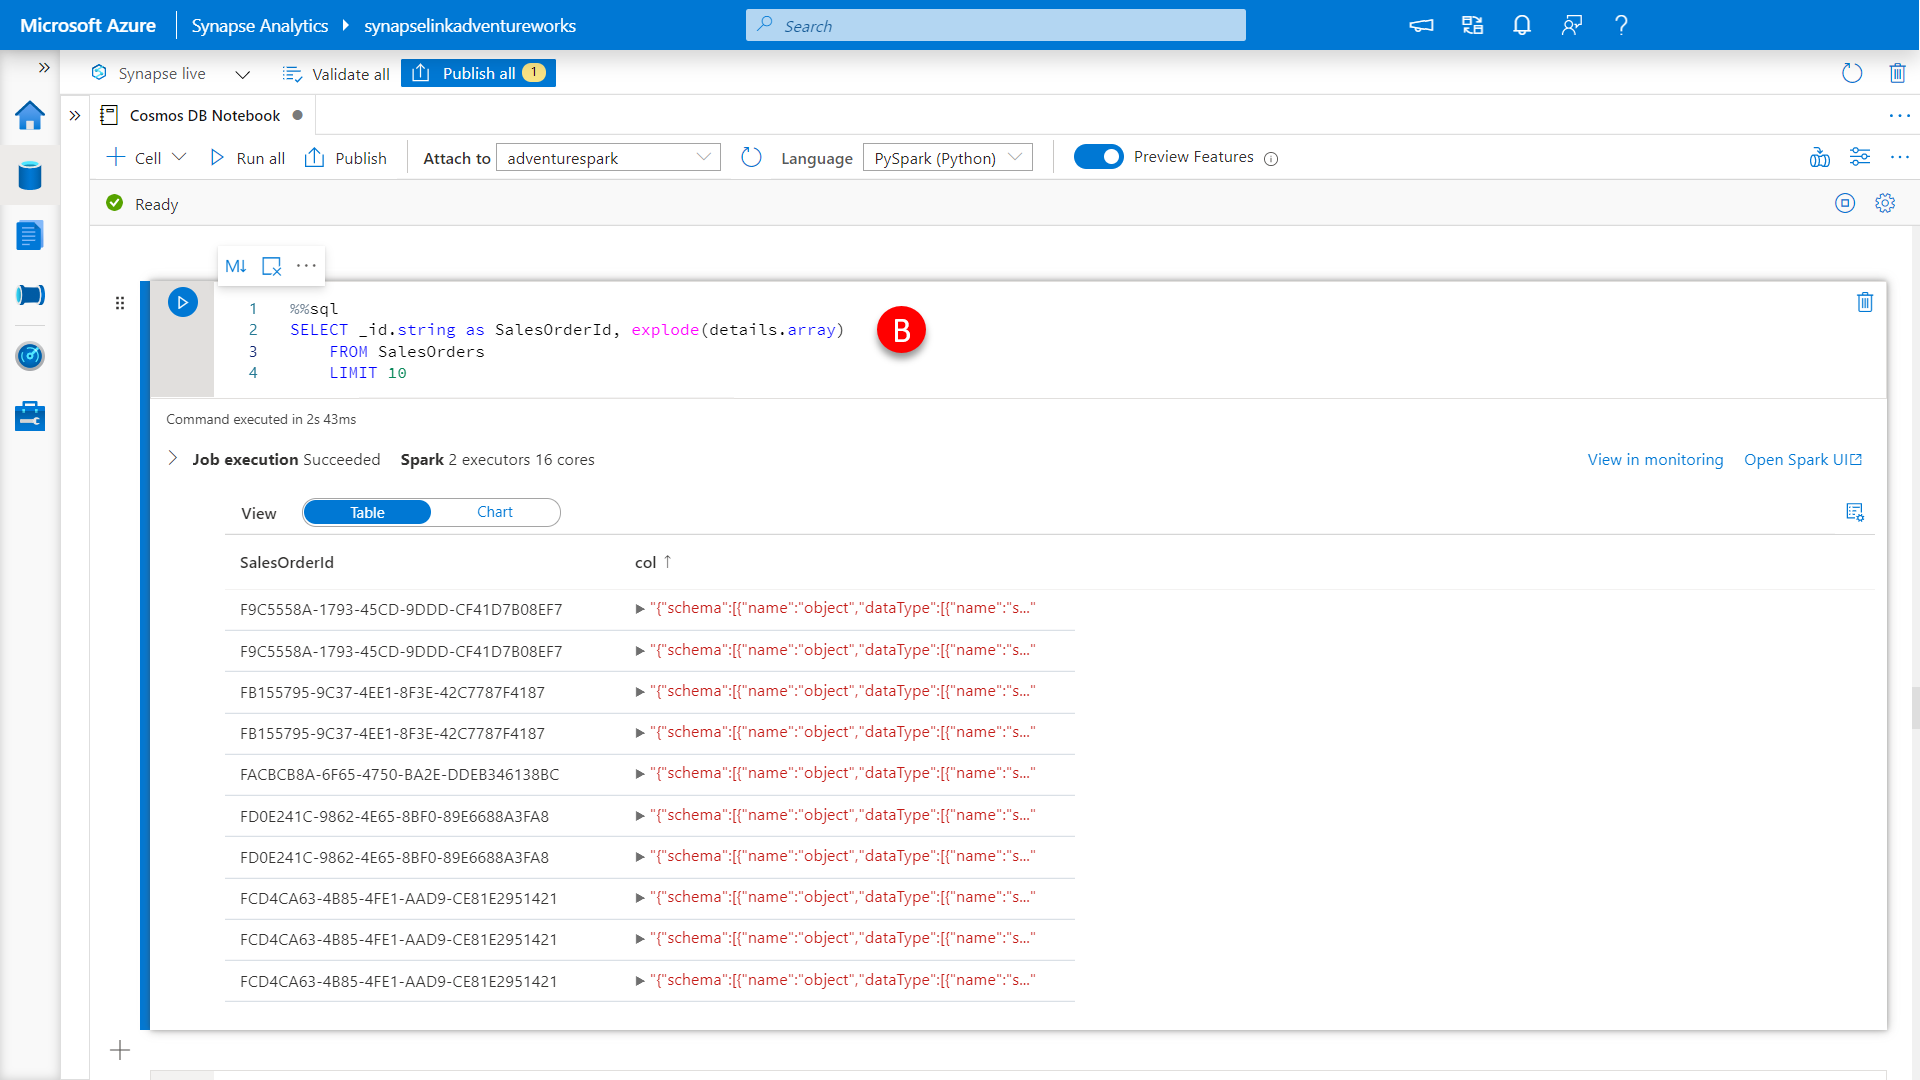 Microsoft Azure Synapse Analytics synapselinkadventureworks Search ?
Synapse live Validate all Publish all 1
Cosmos DB Notebook
Cell Run all Publish Attach to adventurespark Language PySpark (Python) Preview Features
Ready
M↓ ...
1 %%sql
2 SELECT _id.string as SalesOrderId, explode(details.array)
3 FROM SalesOrders
4 LIMIT 10
B
Command executed in 2s 43ms
Job execution Succeeded Spark 2 executors 16 cores View in monitoring Open Spark UI
View Table Chart
SalesOrderId col ↑
F9C5558A-1793-45CD-9DDD-CF41D7B08EF7 "{"schema":[{"name":"object","dataType":[{"name":"s..."
F9C5558A-1793-45CD-9DDD-CF41D7B08EF7 "{"schema":[{"name":"object","dataType":[{"name":"s..."
FB155795-9C37-4EE1-8F3E-42C7787F4187 "{"schema":[{"name":"object","dataType":[{"name":"s..."
FB155795-9C37-4EE1-8F3E-42C7787F4187 "{"schema":[{"name":"object","dataType":[{"name":"s..."
FACBCB8A-6F65-4750-BA2E-DDEB346138BC "{"schema":[{"name":"object","dataType":[{"name":"s..."
FD0E241C-9862-4E65-8BF0-89E6688A3FA8 "{"schema":[{"name":"object","dataType":[{"name":"s..."
FD0E241C-9862-4E65-8BF0-89E6688A3FA8 "{"schema":[{"name":"object","dataType":[{"name":"s..."
FCD4CA63-4B85-4FE1-AAD9-CE81E2951421 "{"schema":[{"name":"object","dataType":[{"name":"s..."
FCD4CA63-4B85-4FE1-AAD9-CE81E2951421 "{"schema":[{"name":"object","dataType":[{"name":"s..."
FCD4CA63-4B85-4FE1-AAD9-CE81E2951421 "{"schema":[{"name":"object","dataType":[{"name":"s..."